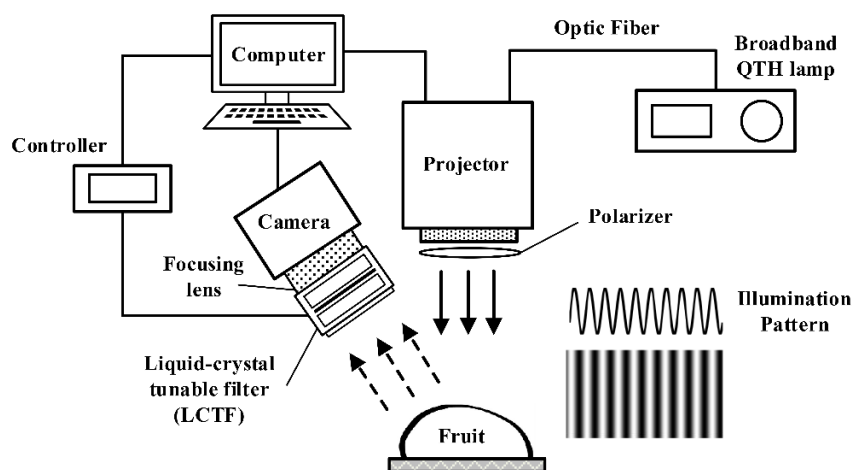 Optic Fiber
Broadband
QTH lamp
Computer
Controller
Projector
Camera
Polarizer
Focusing
lens
Illumination
Pattern
Liquid-crystal
tunable filter
(LCTF)
Fruit